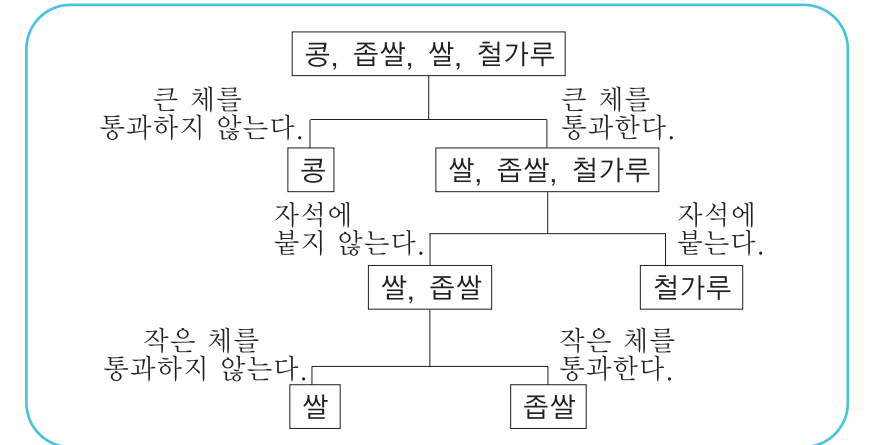 콩, 좁쌀, 쌀, 철가루
큰 체를
통과하지 않는다.
큰 체를
통과한다.
콩
쌀, 좁쌀, 철가루
자석에
붙지 않는다.
자석에
붙는다.
쌀, 좁쌀
철가루
작은 체를
통과하지 않는다.
작은 체를
통과한다.
쌀
좁쌀